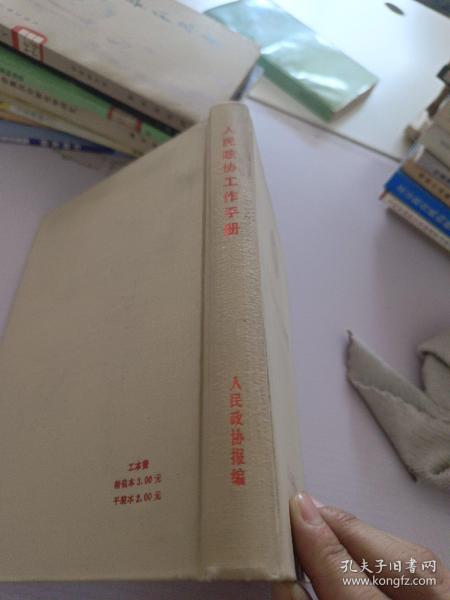 人民政协工作手册
人民政协报编
工本费
精装本3.00元
平装本2.00元
孔夫子旧书网
www.kongfz.com